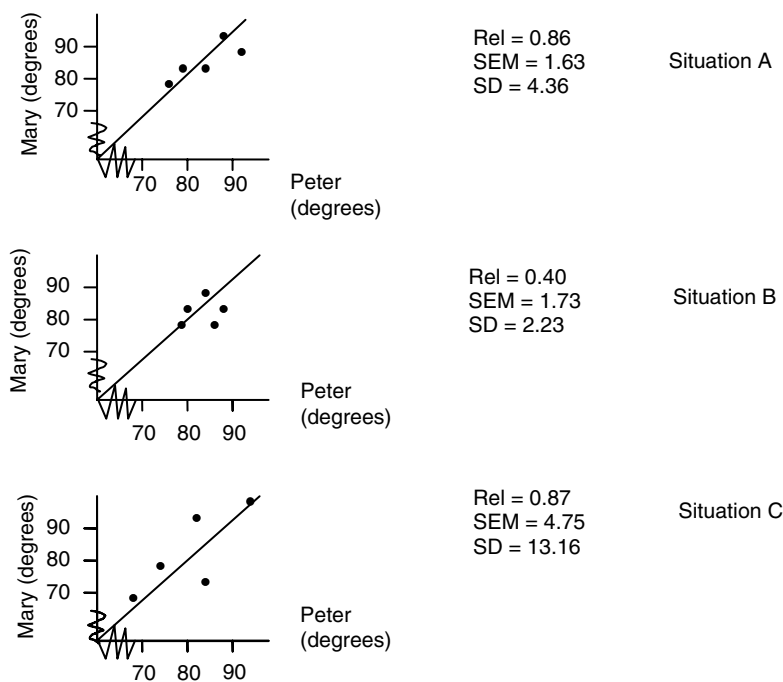 Mary (degrees)
90
80
70
70 80 90
Peter
(degrees)
Rel = 0.86
SEM = 1.63
SD = 4.36
Situation A
Mary (degrees)
90
80
70
70 80 90
Peter
(degrees)
Rel = 0.40
SEM = 1.73
SD = 2.23
Situation B
Mary (degrees)
90
80
70
70 80 90
Peter
(degrees)
Rel = 0.87
SEM = 4.75
SD = 13.16
Situation C